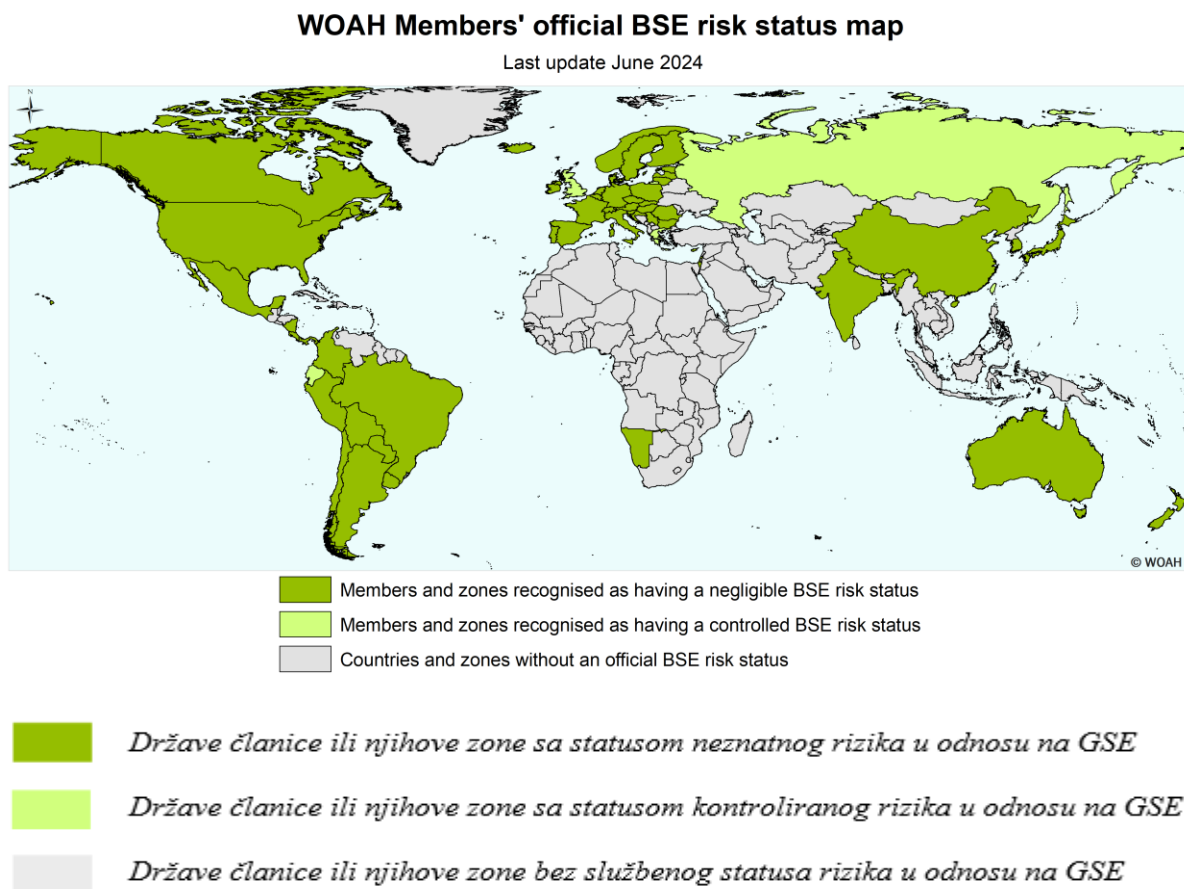 WOAH Members' official BSE risk status map
Last update June 2024
N
© WOAH
Members and zones recognised as having a negligible BSE risk status
Members and zones recognised as having a controlled BSE risk status
Countries and zones without an official BSE risk status
Države članice ili njihove zone sa statusom neznatnog rizika u odnosu na GSE
Države članice ili njihove zone sa statusom kontroliranog rizika u odnosu na GSE
Države članice ili njihove zone bez službenog statusa rizika u odnosu na GSE